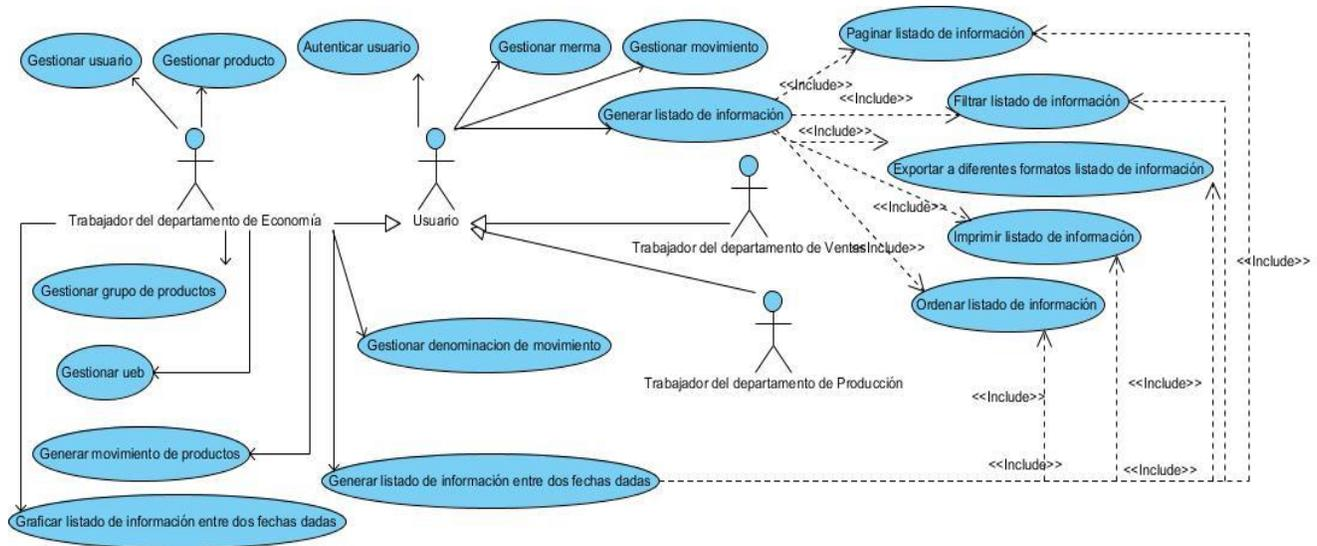 Paginar listado de información
Autenticar usuario
Gestionar merma
Gestionar movimiento
Gestionar usuario
Gestionar producto
<<Include>>
<<Include>>
Filtrar listado de información
Generar listado de información
<<Include>>
Exportar a diferentes formatos listado de información
<<Include>>
Trabajador del departamento de Economía
Usuario
Imprimir listado de información
Trabajador del departamento de Ventas
<<Include>>
<<Include>>
Gestionar grupo de productos
Ordenar listado de información
Gestionar denominacion de movimiento
Gestionar ueb
Trabajador del departamento de Producción
<<Include>>
<<Include>>
Generar movimiento de productos
<<Include>>
<<Include>>
Generar listado de información entre dos fechas dadas
Graficar listado de información entre dos fechas dadas